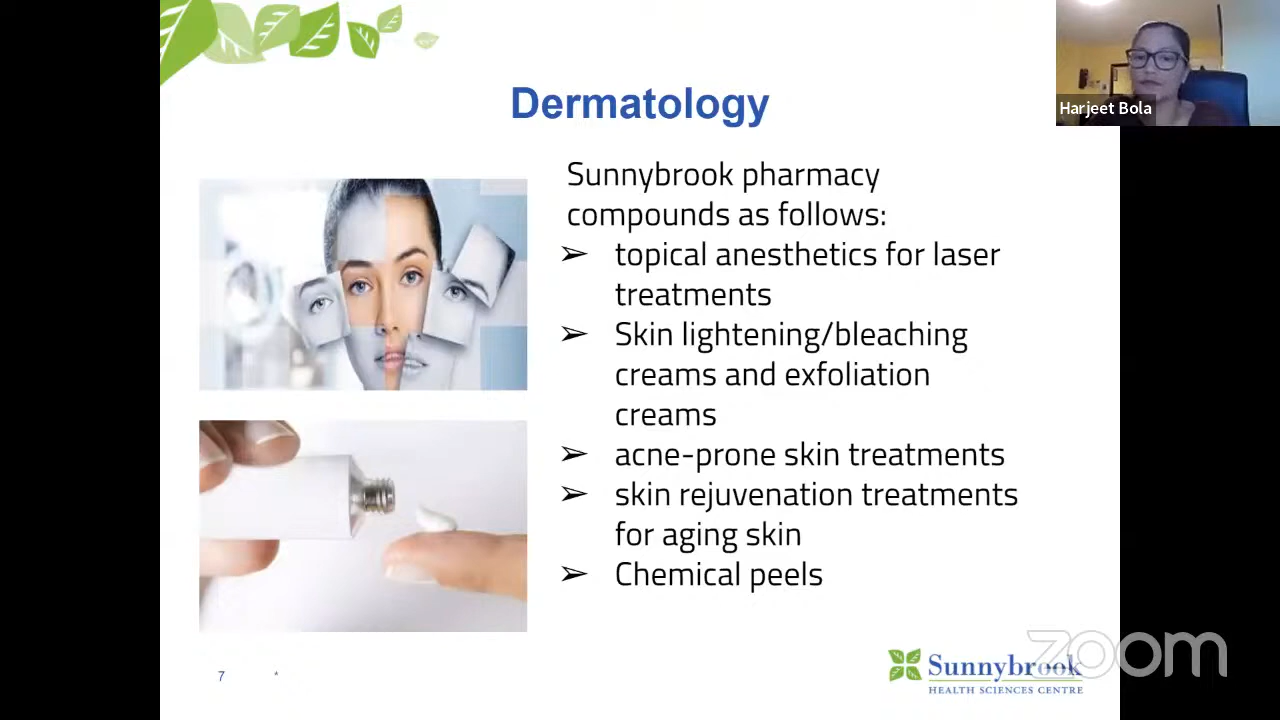 Dermatology
Harjeet Bola
Sunnybrook pharmacy
compounds as follows:
➢ topical anesthetics for laser
treatments
➢ Skin lightening/bleaching
creams and exfoliation
creams
➢ acne-prone skin treatments
➢ skin rejuvenation treatments
for aging skin
➢ Chemical peels
7 *
Sunnybrook
HEALTH SCIENCES CENTRE
zoom